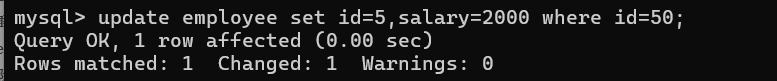 mysql> update employee set id=5,salary=2000 where id=50;
Query OK, 1 row affected (0.00 sec)
Rows matched: 1  Changed: 1  Warnings: 0